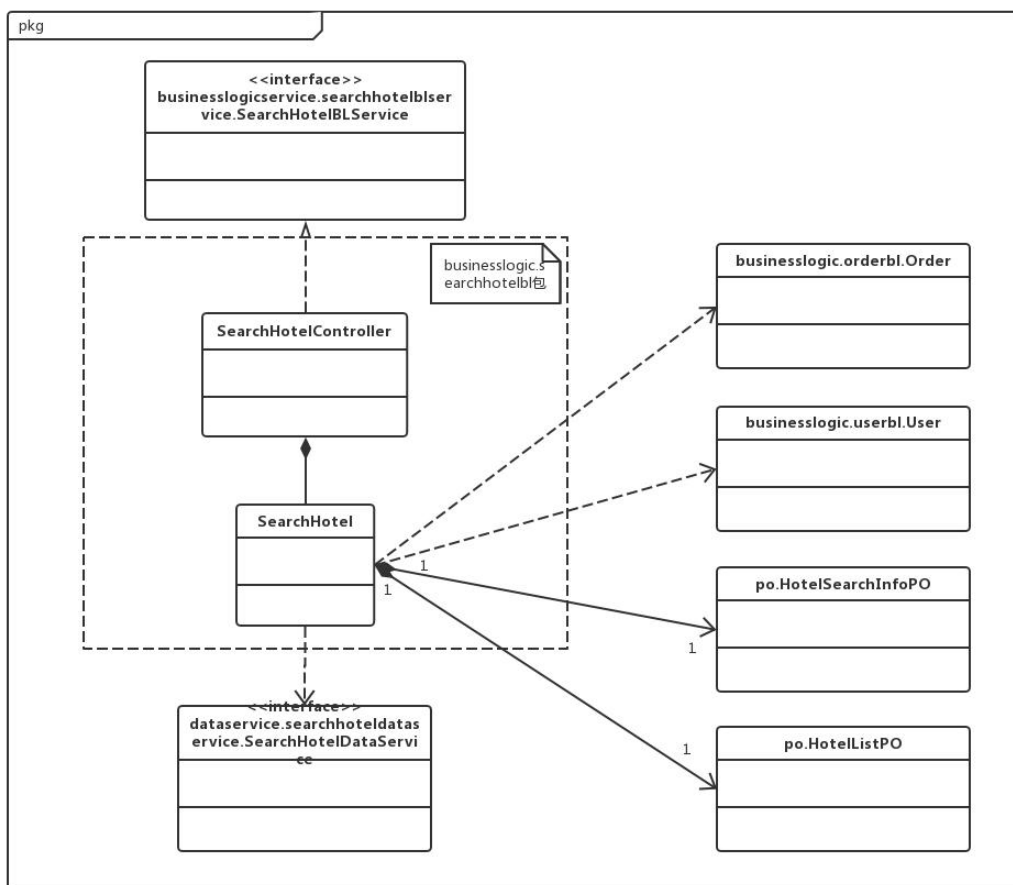 pkg
<<interface>>
businesslogicservice.searchhotelblser
vice.SearchHotelBLService
businesslogic.s
earchhotelbl包
businesslogic.orderbl.Order
SearchHotelController
businesslogic.userbl.User
SearchHotel
1
1
po.HotelSearchInfoPO
1
<<interface>>
dataservice.searchhoteldatas
ervice.SearchHotelDataServi
ce
1
po.HotelListPO